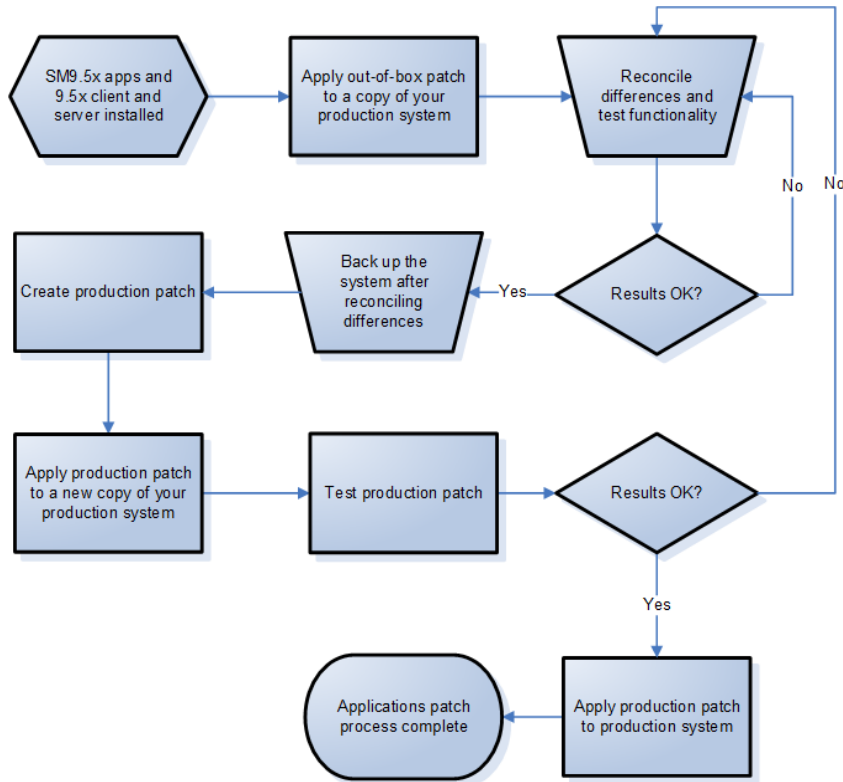 SM9.5x apps and
9.5x client and
server installed
Apply out-of-box patch
to a copy of your
production system
Reconcile
differences and
test functionality
No
No
Create production patch
Back up the
system after
reconciling
differences
Yes
Results OK?
Apply production patch
to a new copy of your
production system
Test production patch
Results OK?
Yes
Applications patch
process complete
Apply production patch
to production system